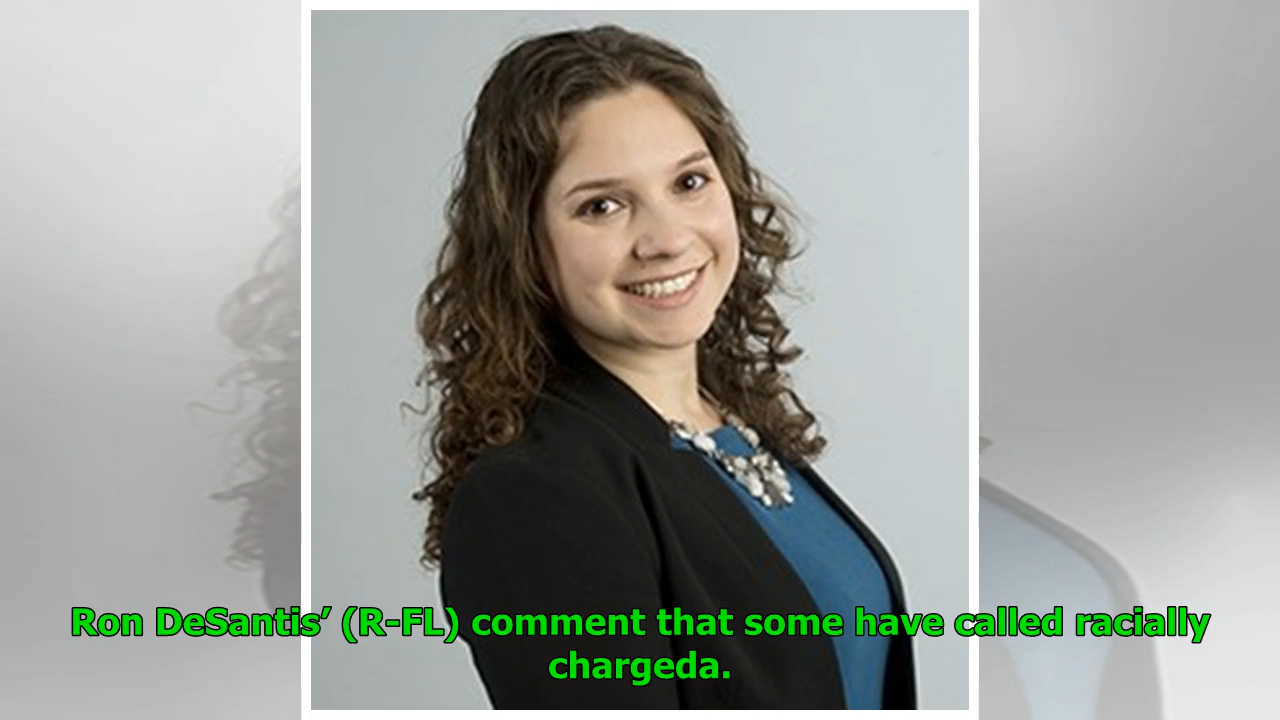 Ron DeSantis’ (R-FL) comment that some have called racially
chargeda.